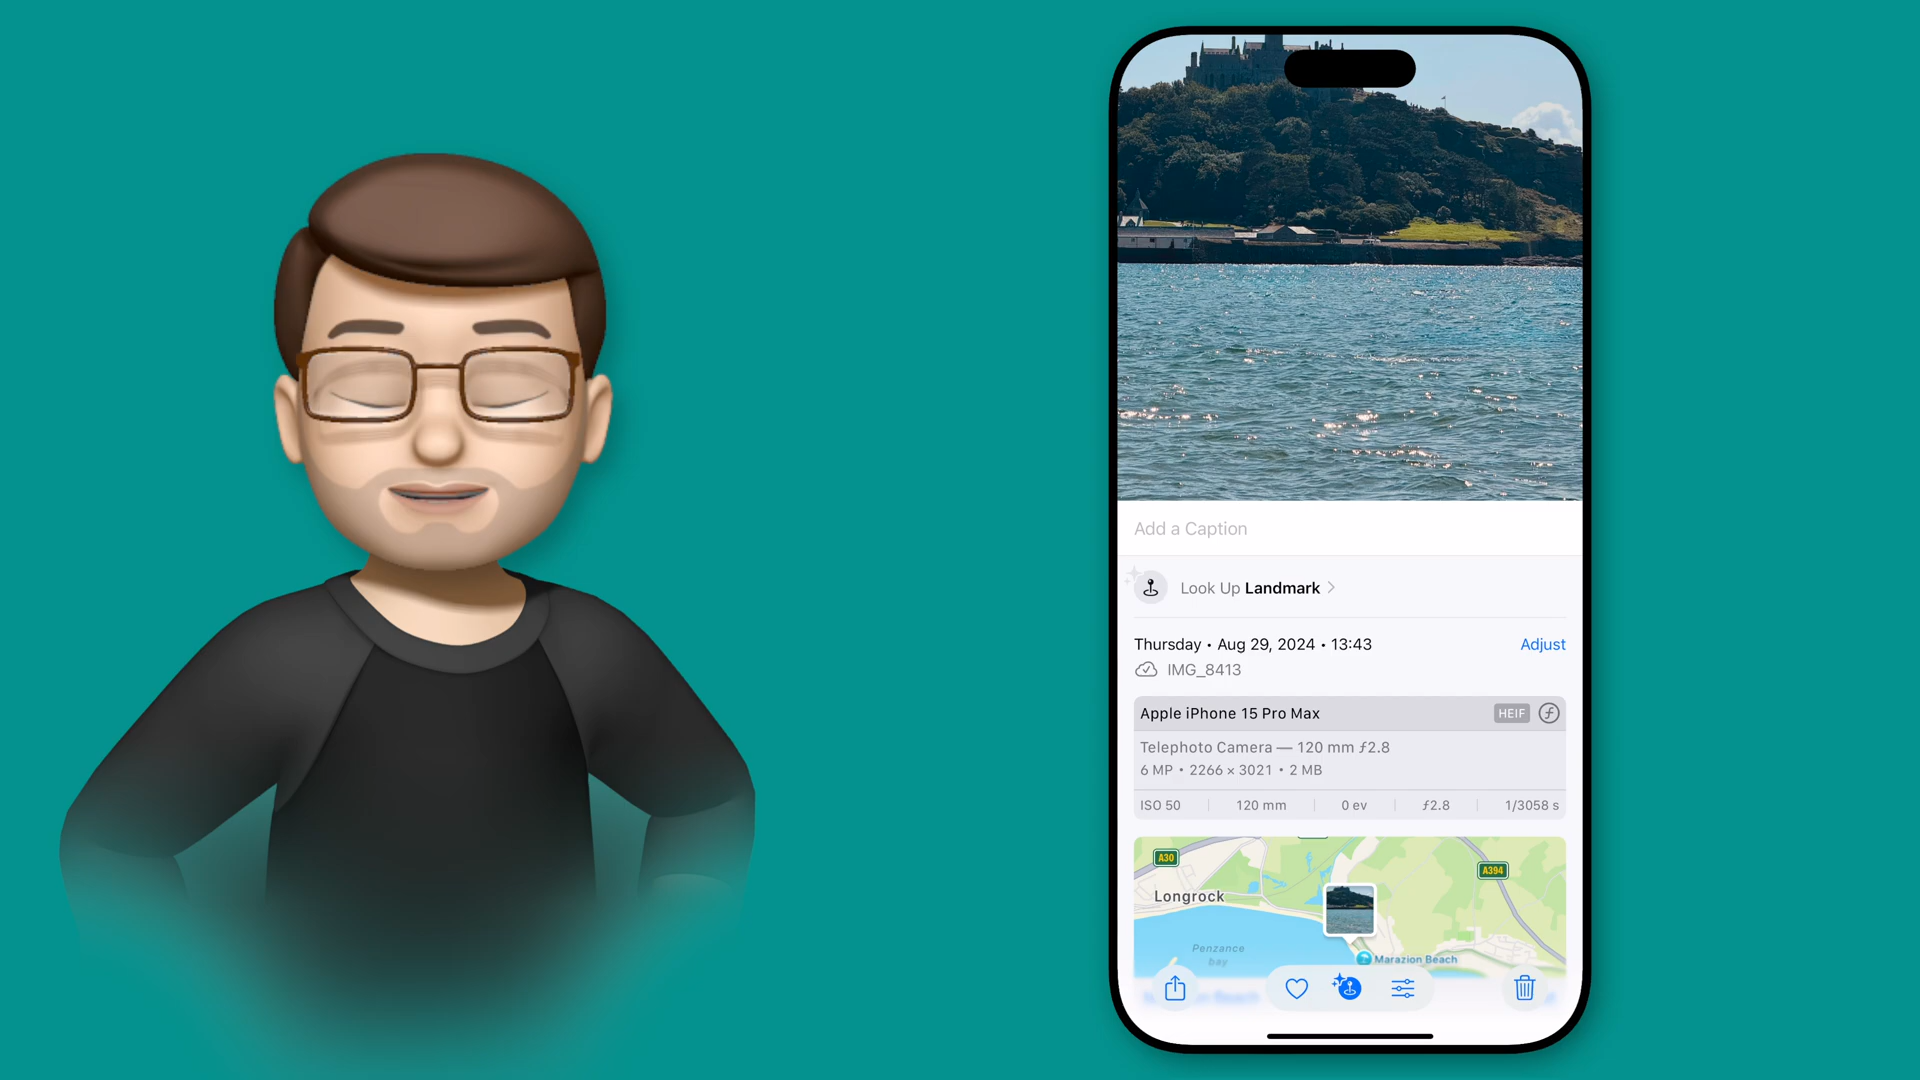 Add a Caption
Look Up Landmark
Thursday • Aug 29, 2024 • 13:43
Adjust
IMG_8413
Apple iPhone 15 Pro Max
HEIF
Telephoto Camera — 120 mm ƒ2.8
6 MP • 2266 × 3021 • 2 MB
ISO 50
120 mm
0 ev
ƒ2.8
1/3058 s
A30
A394
Longrock
Penzance
bay
Marazion Beach